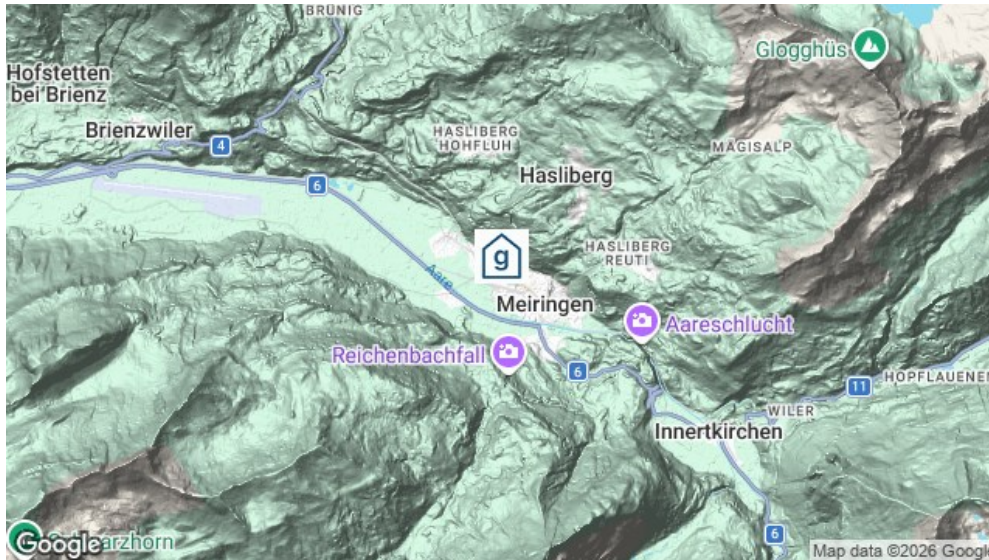 BRÜNIG
Glogghüs
Hofstetten
bei Brienz
Brienzwiler
4
HASLIBERG
HOHFLUH
MÄGISALP
Hasliberg
6
HASLIBERG
REUTI
g
Aare
Meiringen
Aareschlucht
Reichenbachfall
6
11
HOPFLAUENEN
WILER
Innertkirchen
6
Google
arzhorn
Map data ©2026 Google